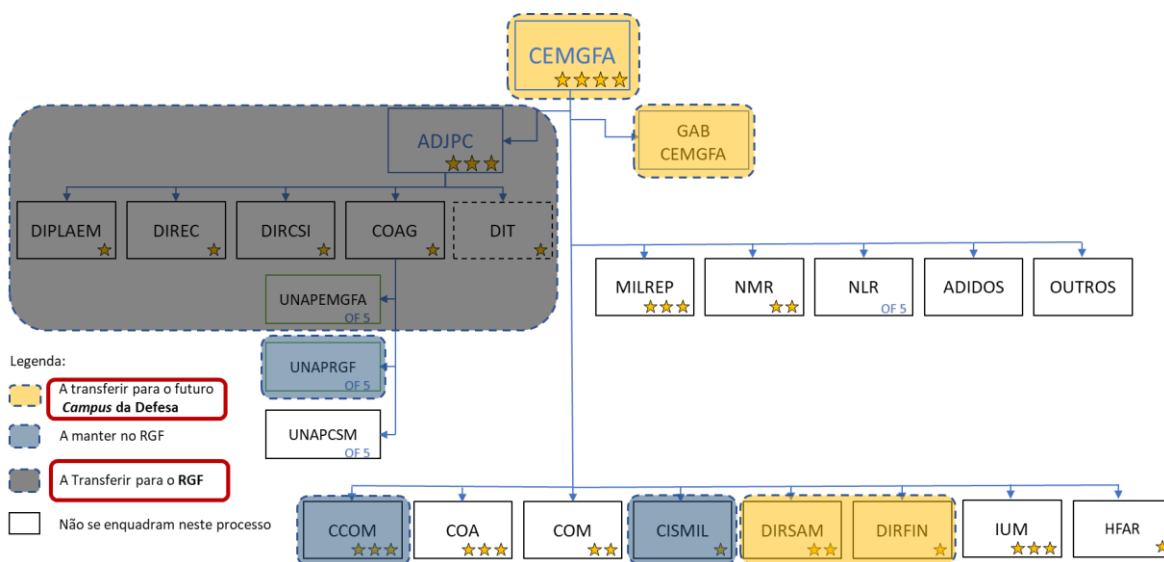 CEMGFA
GAB
CEMGFA
ADJPC
DIPLAEM
DIREC
DIRCSI
COAG
DIT
UNAPEMGFA
OF 5
MILREP
NMR
NLR
OF 5
ADIDOS
OUTROS
Legenda:
A transferir para o futuro
Campus da Defesa
A manter no RGF
A Transferir para o RGF
Não se enquadram neste processo
UNAPRGF
OF 5
UNAPCSM
OF 5
CCOM
COA
COM
CISMIL
DIRSAM
DIRFIN
IUM
HFAR